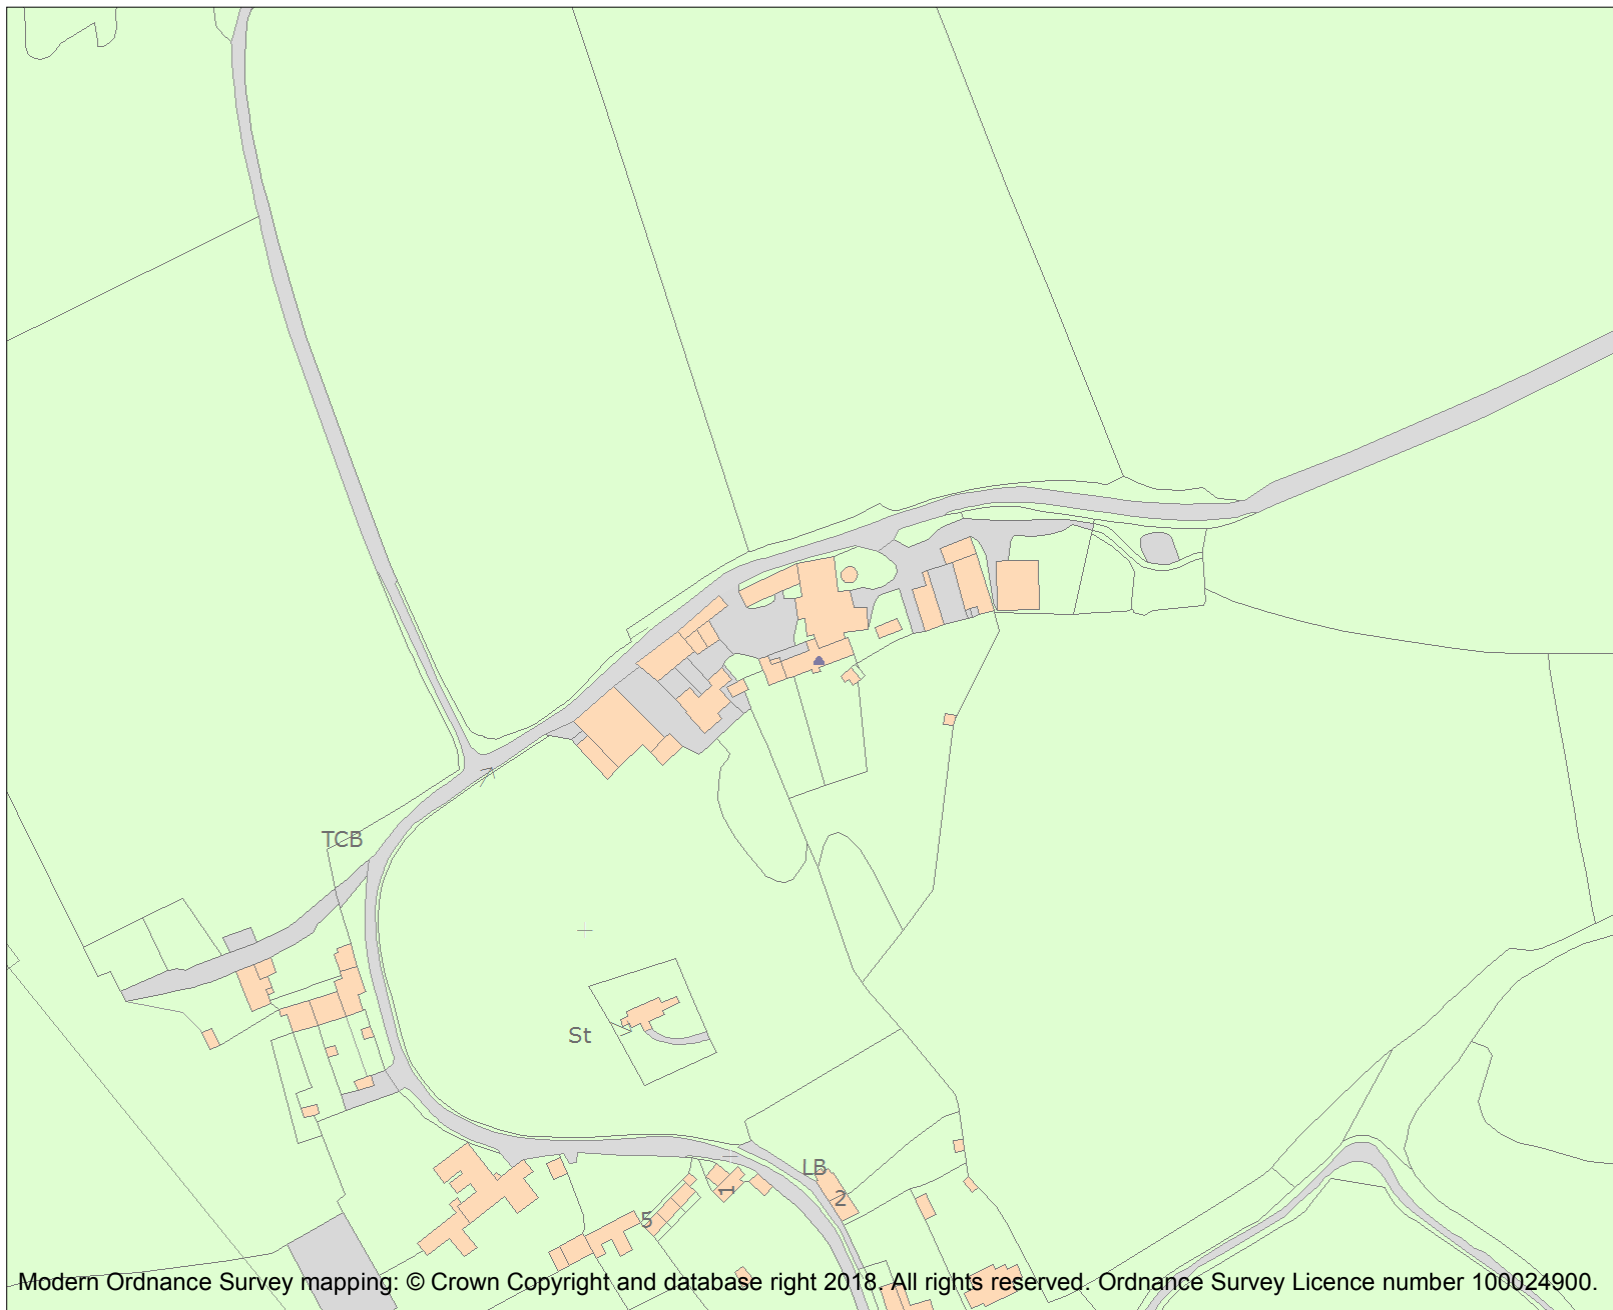 TCB
St
LB
1
2
5
Modern Ordnance Survey mapping: © Crown Copyright and database right 2018. All rights reserved. Ordnance Survey Licence number 100024900.